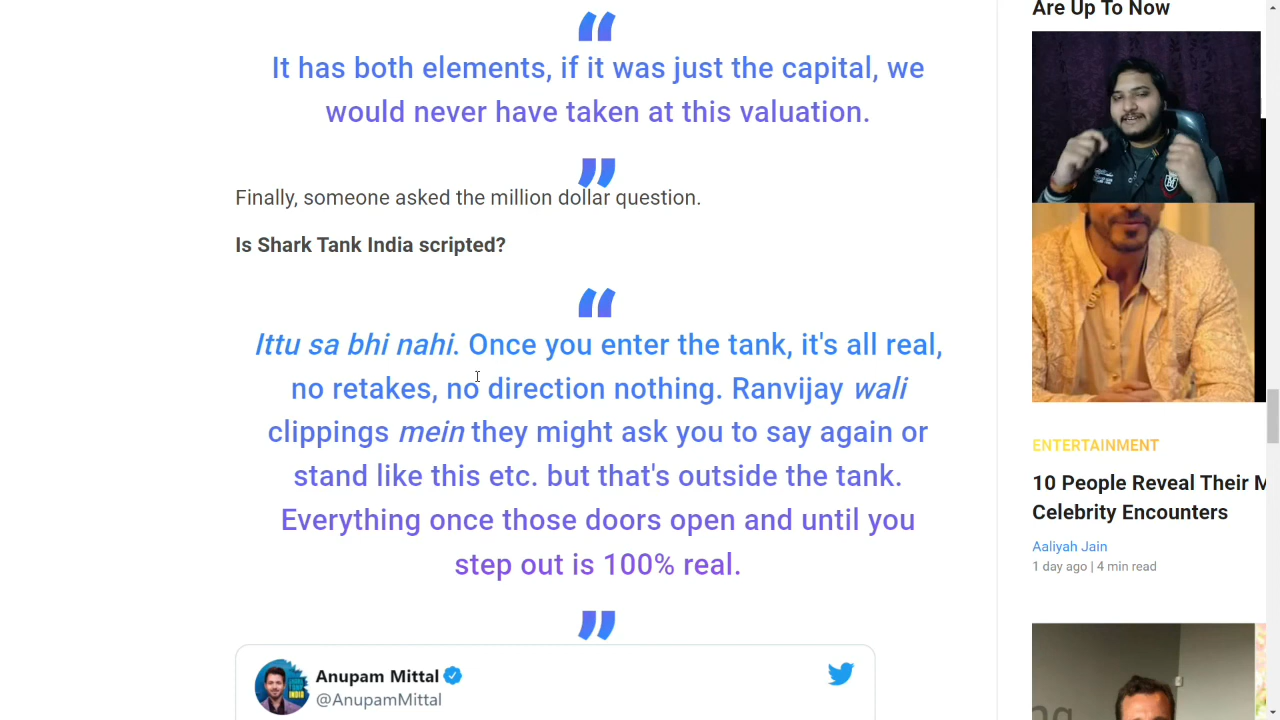 “
It has both elements, if it was just the capital, we
would never have taken at this valuation.
”
Finally, someone asked the million dollar question.
Is Shark Tank India scripted?
“
Ittu sa bhi nahi. Once you enter the tank, it's all real,
no retakes, no direction nothing. Ranvijay wali
clippings mein they might ask you to say again or
stand like this etc. but that's outside the tank.
Everything once those doors open and until you
step out is 100% real.
”
Anupam Mittal
@AnupamMittal
Are Up To Now
ENTERTAINMENT
10 People Reveal Their M
Celebrity Encounters
Aaliyah Jain
1 day ago | 4 min read